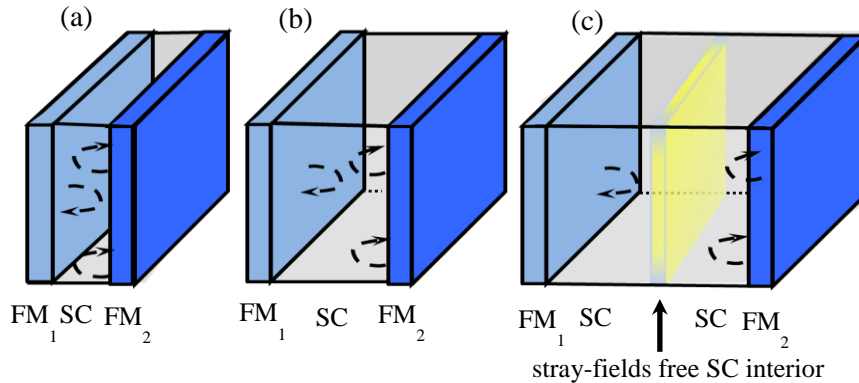 (a)
(b)
(c)
FM1 SC FM2
FM1 SC FM2
FM1 SC SC FM2
stray-fields free SC interior